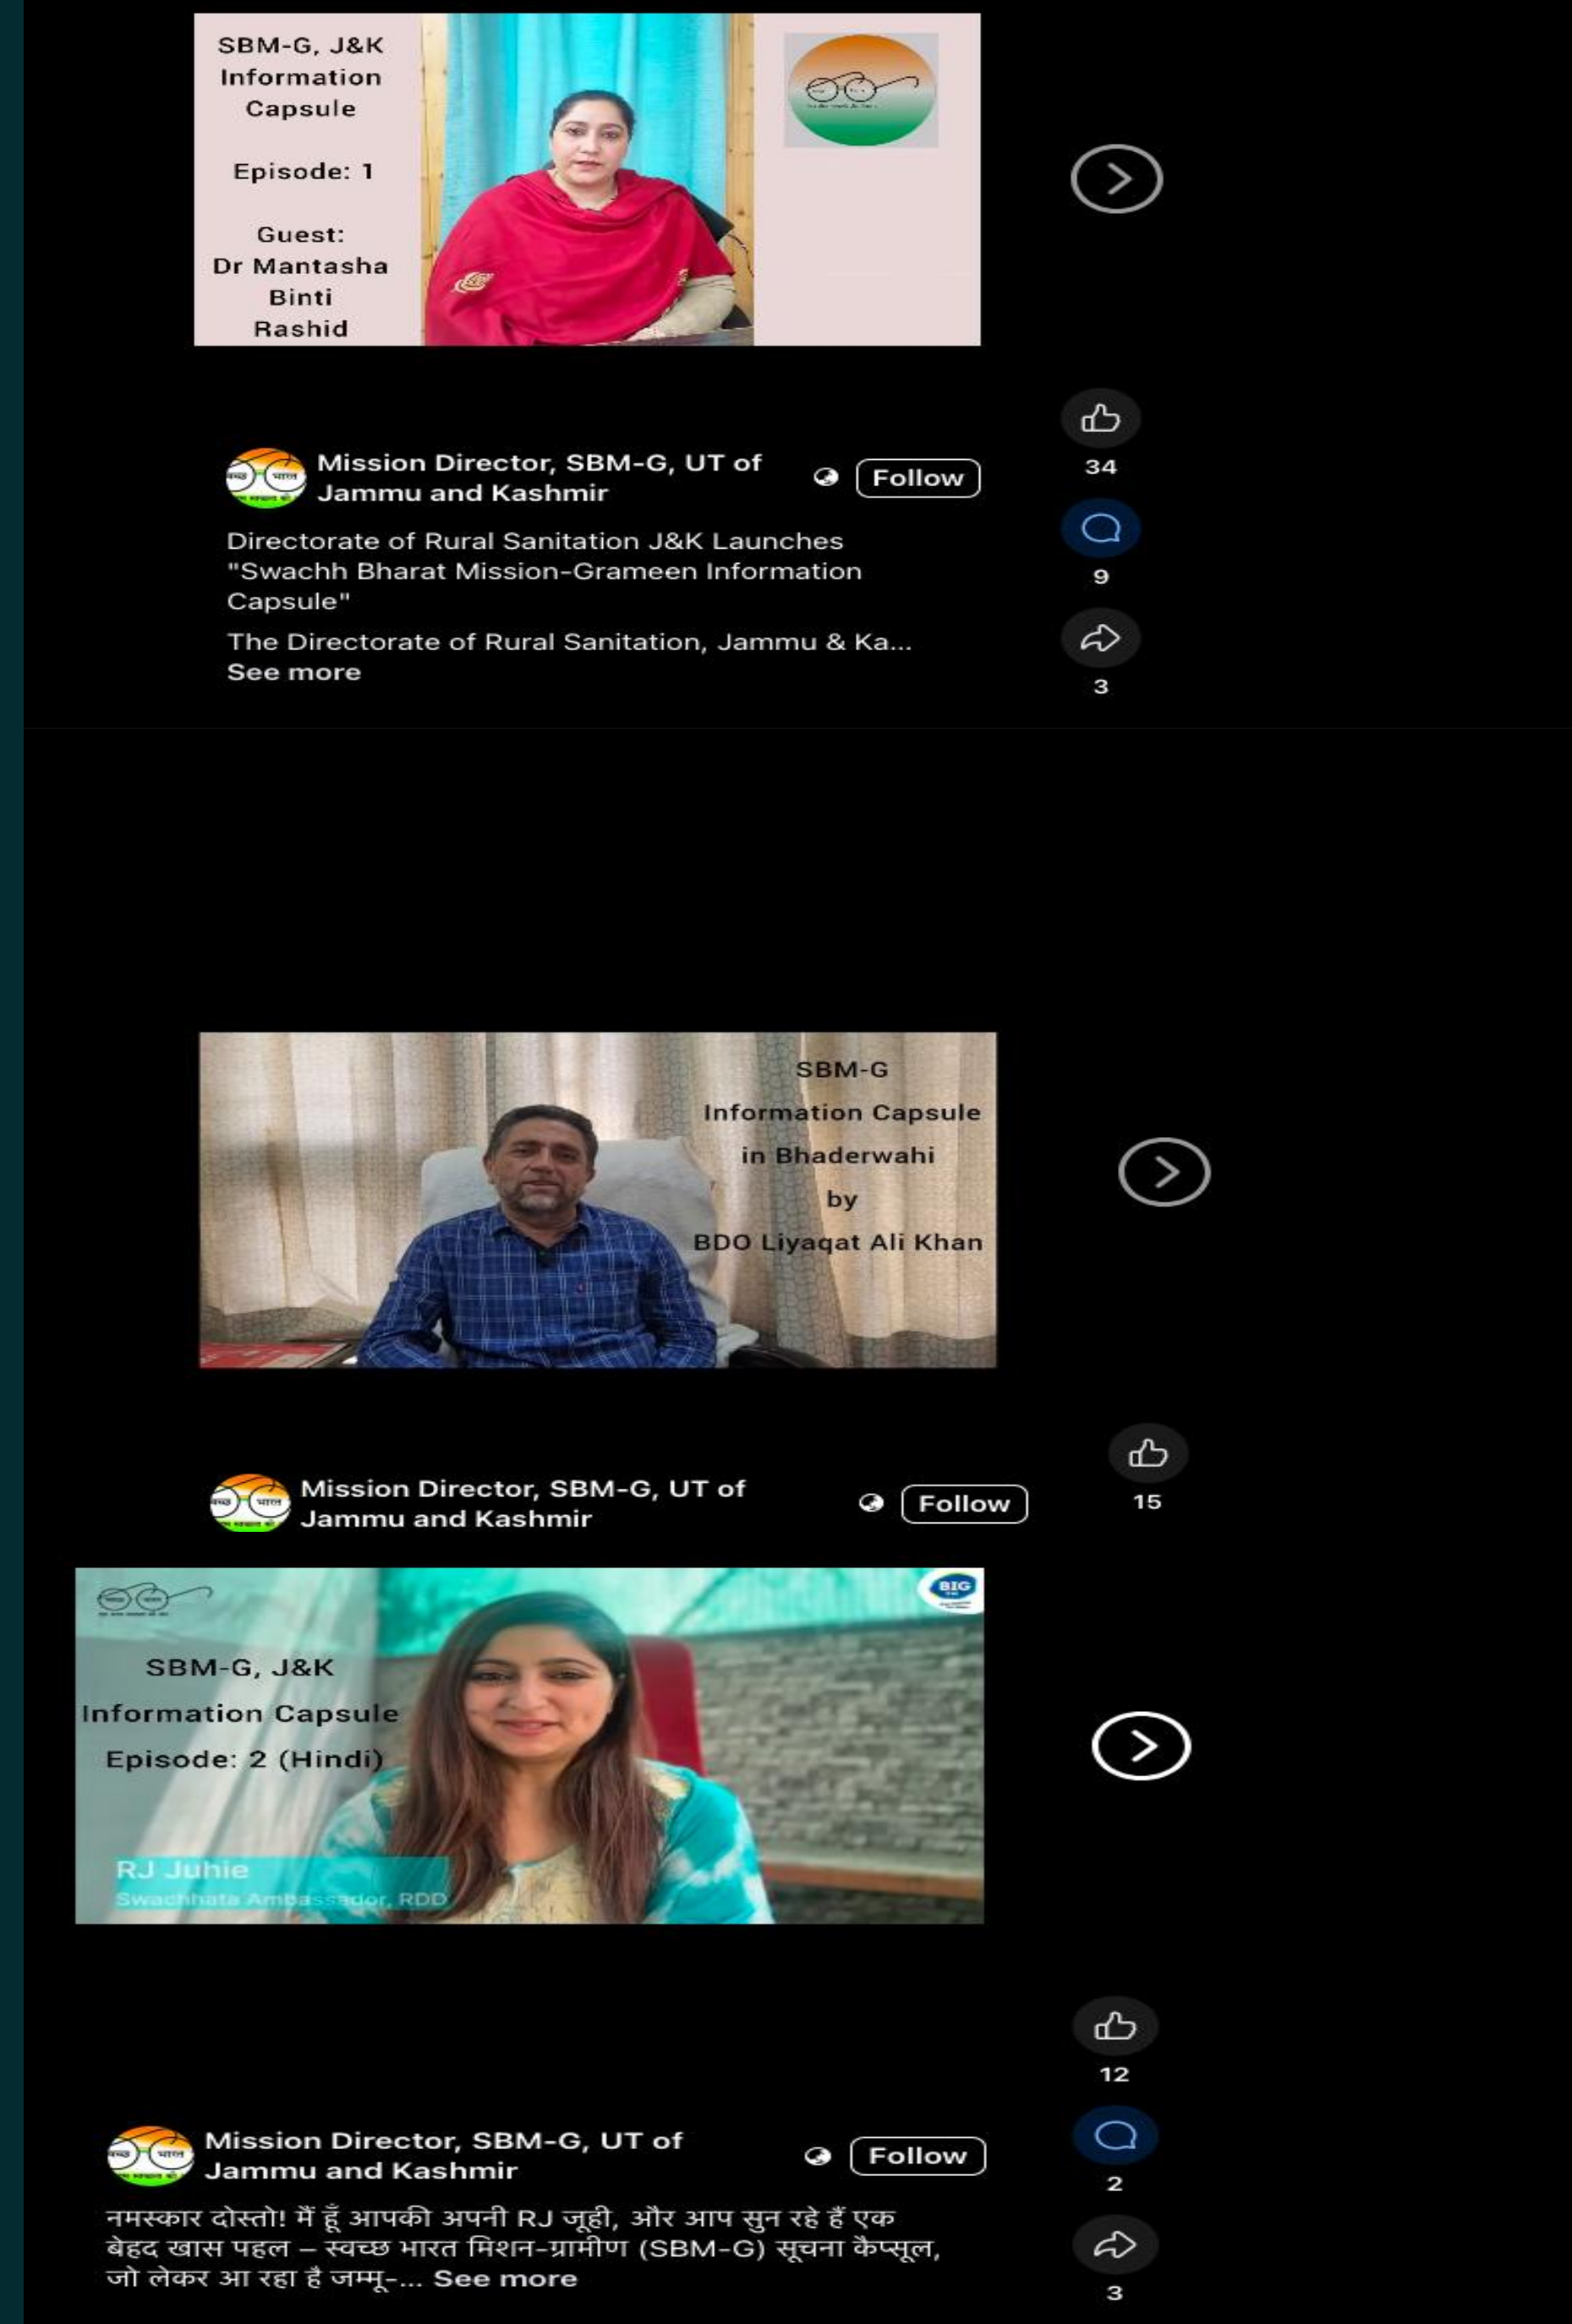 SBM-G, J&K
Information
Capsule
Episode: 1
Guest:
Dr Mantasha
Binti
Rashid
34
Mission Director, SBM-G, UT of
Jammu and Kashmir
Follow
9
Directorate of Rural Sanitation J&K Launches
"Swachh Bharat Mission-Grameen Information
Capsule"
The Directorate of Rural Sanitation, Jammu & Ka...
See more
3
SBM-G
Information Capsule
in Bhaderwahi
by
BDO Liyaqat Ali Khan
15
Mission Director, SBM-G, UT of
Jammu and Kashmir
Follow
BIG
SBM-G, J&K
Information Capsule
Episode: 2 (Hindi)
RJ Juhie
Swachhata Ambassador, RDD
12
Mission Director, SBM-G, UT of
Jammu and Kashmir
Follow
2
नमस्कार दोस्तो! मैं हूँ आपकी अपनी RJ जूही, और आप सुन रहे हैं एक
बेहद खास पहल – स्वच्छ भारत मिशन-ग्रामीण (SBM-G) सूचना कैप्सूल,
जो लेकर आ रहा है जम्मू-... See more
3